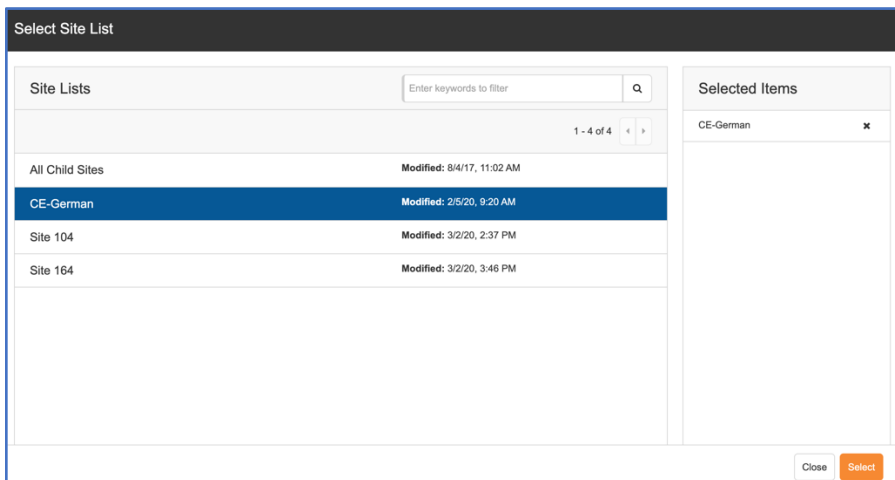 Select Site List
Site Lists
Enter keywords to filter
Selected Items
1 - 4 of 4
CE-German
All Child Sites Modified: 8/4/17, 11:02 AM
CE-German Modified: 2/5/20, 9:20 AM
Site 104 Modified: 3/2/20, 2:37 PM
Site 164 Modified: 3/2/20, 3:46 PM
Close Select